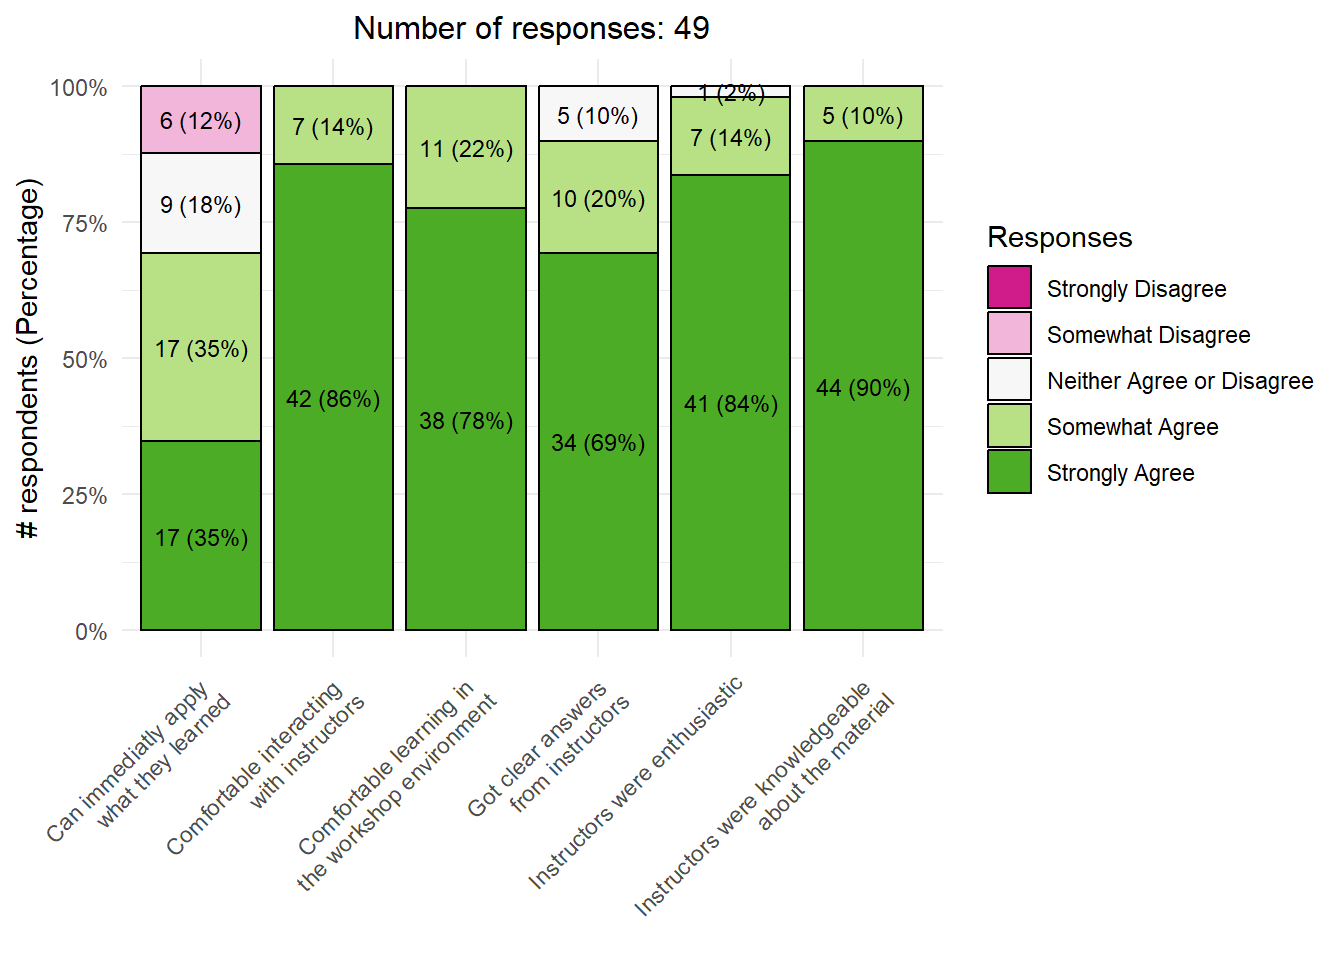 Number of responses: 49
# respondents (Percentage)
100%
75%
50%
25%
0%
6 (12%)
9 (18%)
17 (35%)
17 (35%)
7 (14%)
42 (86%)
11 (22%)
38 (78%)
5 (10%)
10 (20%)
34 (69%)
1 (2%)
7 (14%)
41 (84%)
5 (10%)
44 (90%)
Can immediatly apply
what they learned
Comfortable interacting
with instructors
Comfortable learning in
the workshop environment
Got clear answers
from instructors
Instructors were enthusiastic
Instructors were knowledgeable
about the material
Responses
Strongly Disagree
Somewhat Disagree
Neither Agree or Disagree
Somewhat Agree
Strongly Agree